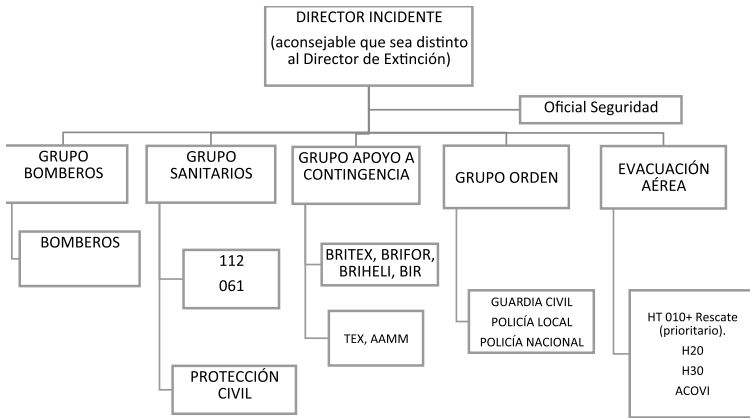 DIRECTOR INCIDENTE
(aconsejable que sea distinto
al Director de Extinción)
Oficial Seguridad
GRUPO
BOMBEROS
GRUPO
SANITARIOS
GRUPO APOYO A
CONTINGENCIA
GRUPO ORDEN
EVACUACIÓN
AÉREA
BOMBEROS
112
061
PROTECCIÓN
CIVIL
BRITEX, BRIFOR,
BRIHELI, BIR
TEX, AAMM
GUARDIA CIVIL
POLICÍA LOCAL
POLICÍA NACIONAL
HT 010+ Rescate
(prioritario).
H20
H30
ACOVI